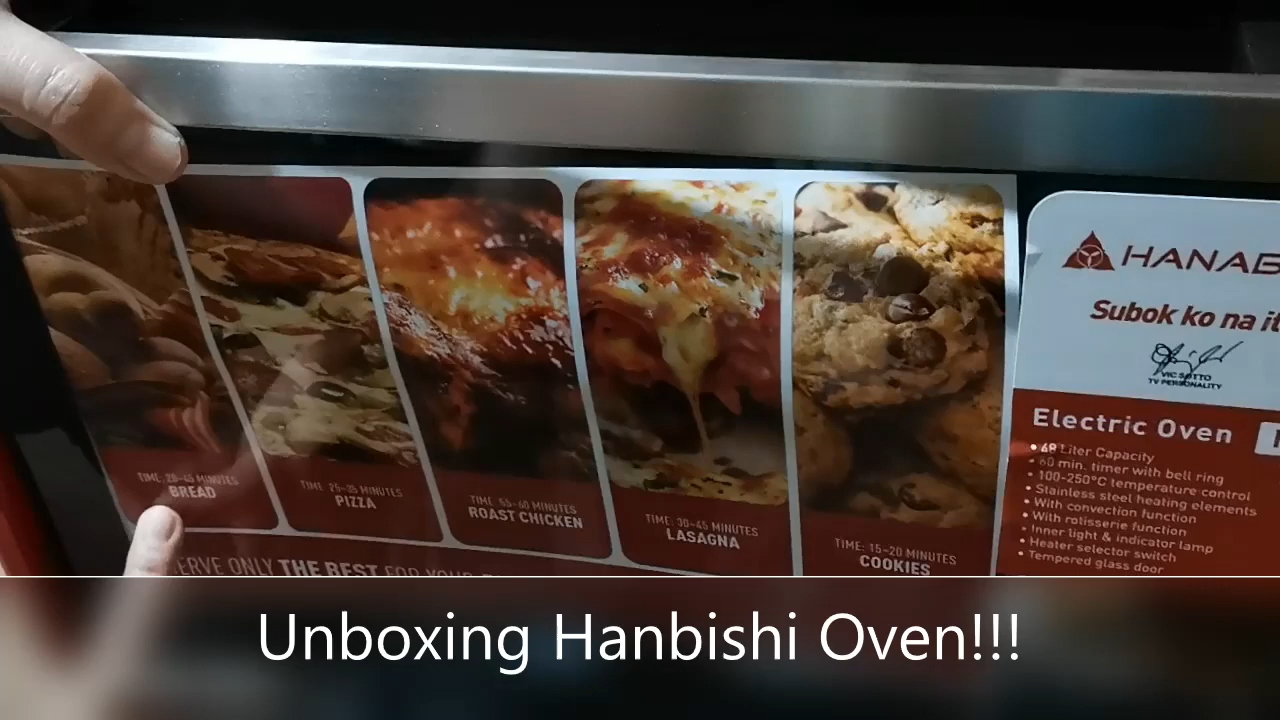 TIME: 20-45 MINUTES
BREAD
TIME 25-35 MINUTES
PIZZA
TIME 55-60 MINUTES
ROAST CHICKEN
TIME: 30-45 MINUTES
LASAGNA
TIME: 15-20 MINUTES
COOKIES
SERVE ONLY THE BEST FOR YOUR
HANAB
Subok ko na it
VIC SOTTO
TV PERSONALITY
Electric Oven
• 48 Liter Capacity
• 60 min. timer with bell ring
• 100-250°C temperature control
• Stainless steel heating elements
• With convection function
• With rotisserie function
• Inner light & indicator lamp
• Heater selector switch
• Tempered glass door
Unboxing Hanbishi Oven!!!